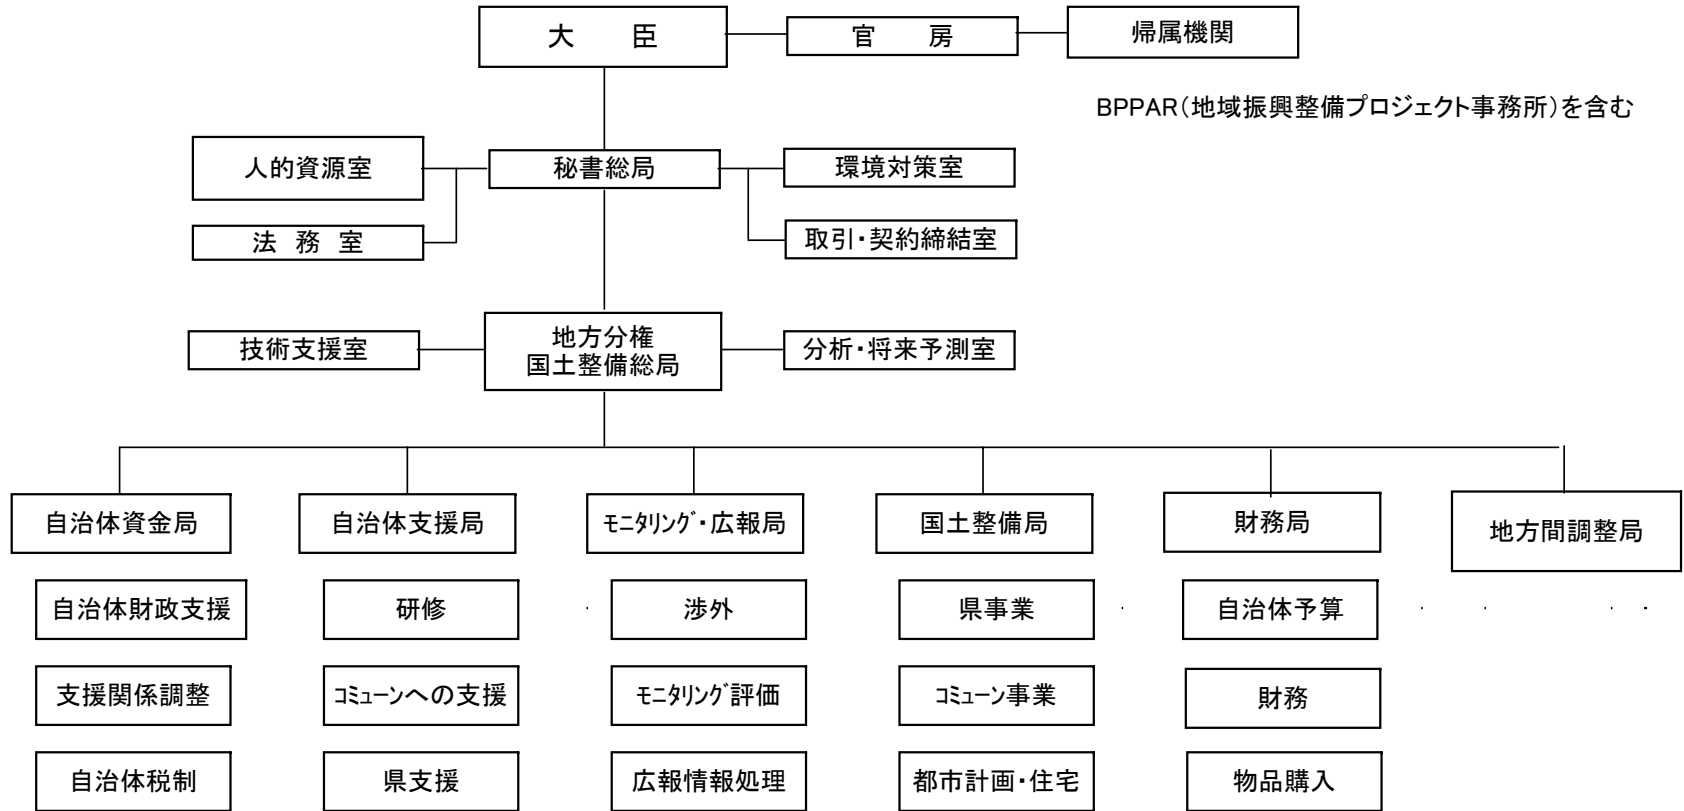 大　臣
官　房
帰属機関
BPPAR(地域振興整備プロジェクト事務所)を含む
人的資源室
秘書総局
環境対策室
法 務 室
取引・契約締結室
技術支援室
地方分権
国土整備総局
分析・将来予測室
自治体資金局
自治体支援局
ﾓﾆﾀﾘﾝｸﾞ・広報局
国土整備局
財務局
地方間調整局
自治体財政支援
研修
渉外
県事業
自治体予算
支援関係調整
ｺﾐｭｰﾝへの支援
ﾓﾆﾀﾘﾝｸﾞ評価
ｺﾐｭｰﾝ事業
財務
自治体税制
県支援
広報情報処理
都市計画・住宅
物品購入